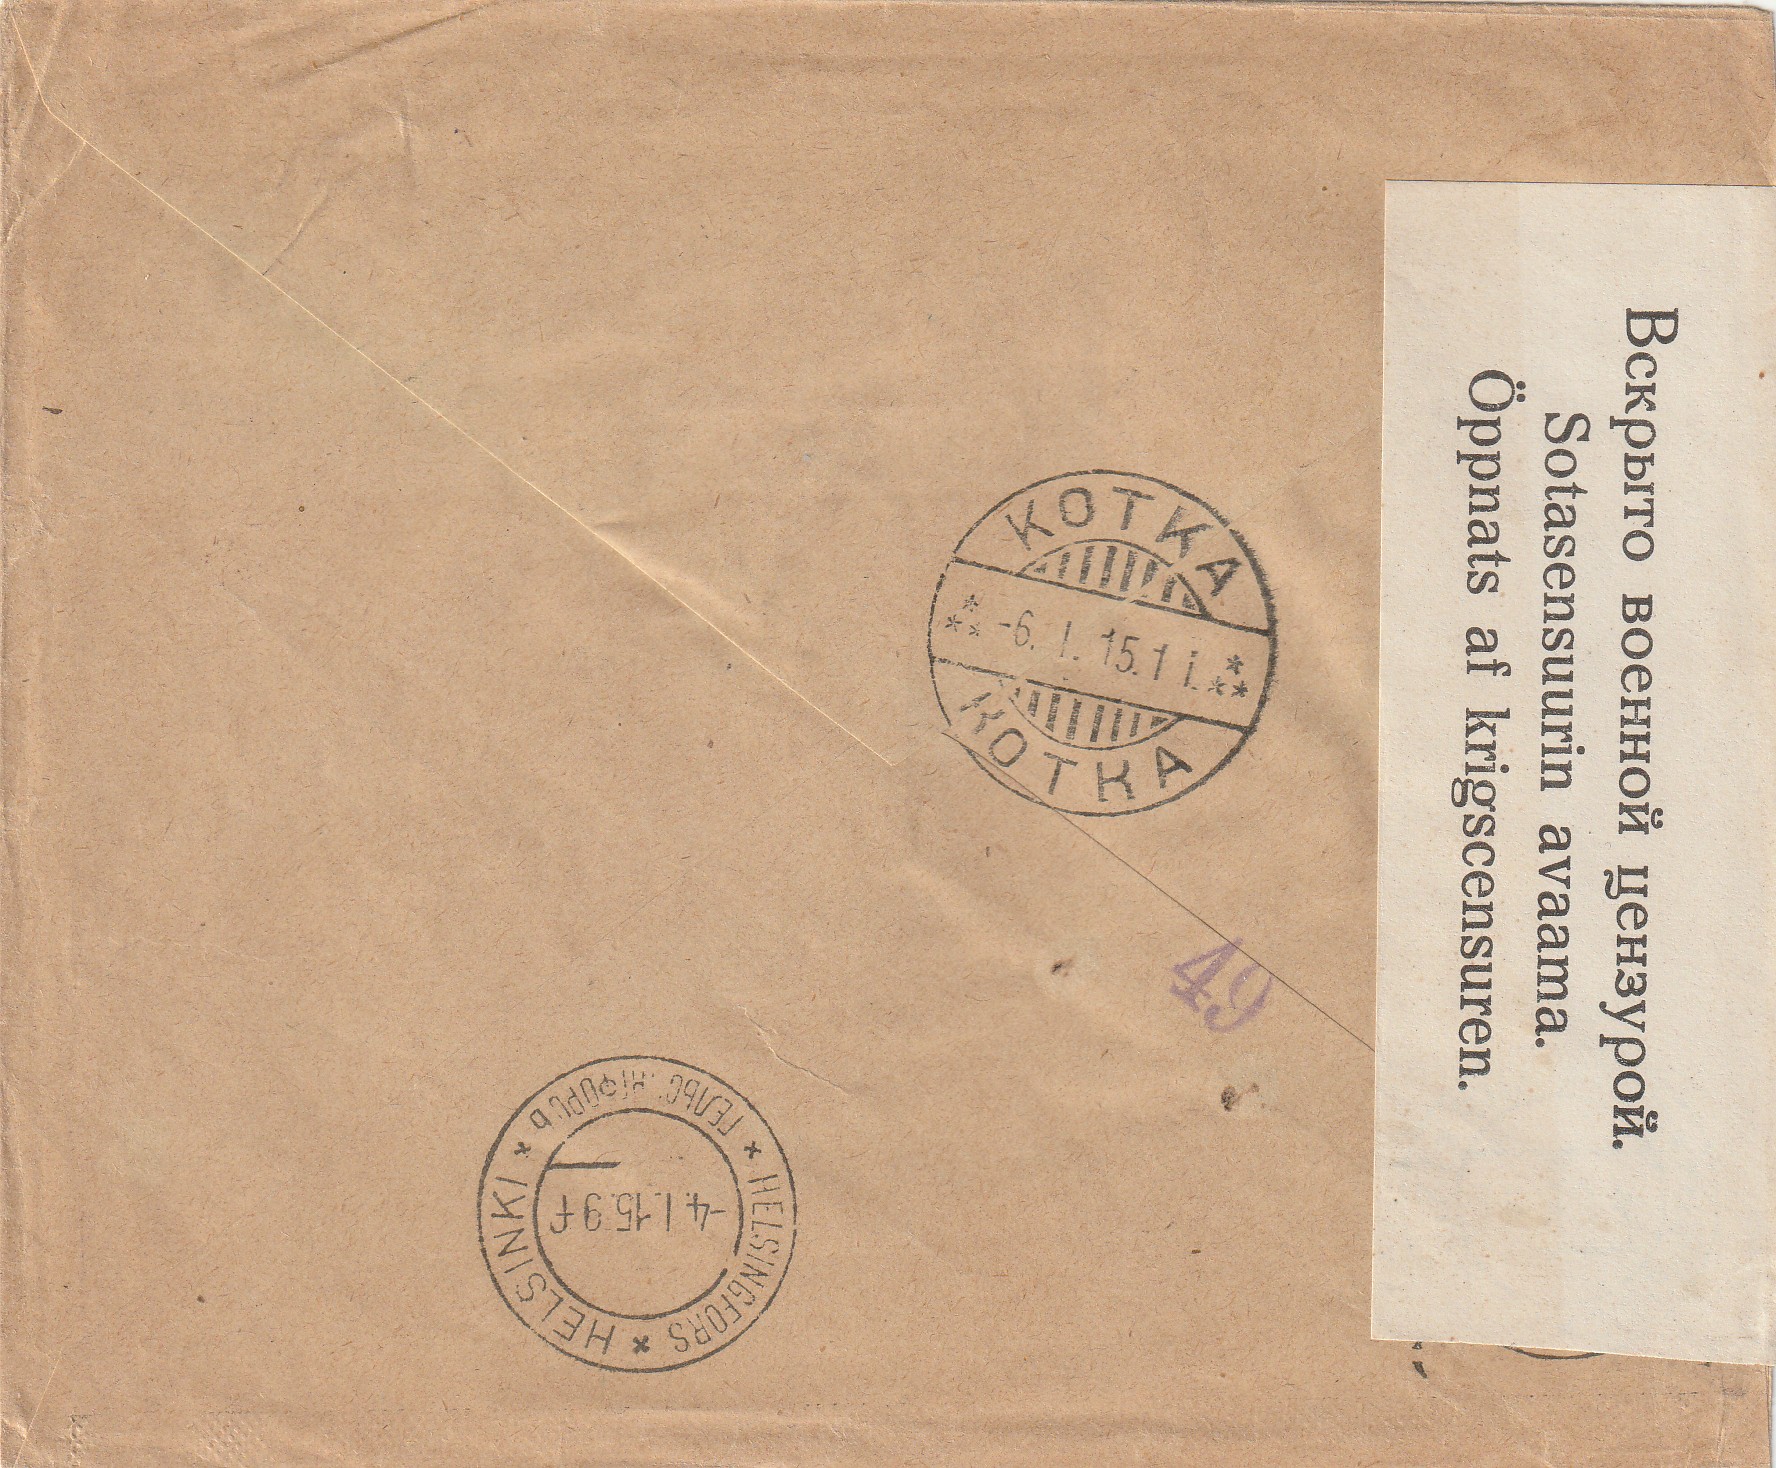 Вскрыто военной цензурой.
Sotasensuurin avaama.
Öppnats af krigscensuren.
KOTKA
-6. I. 15.1 i.
KOTKA
49
HELSINKI * HELSINGFORS *
-4. I. 15. 9 f